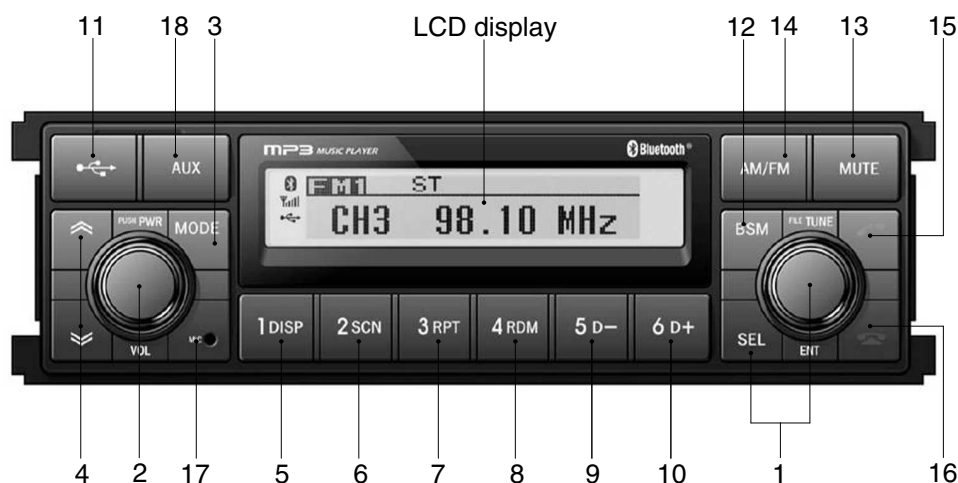 11 18 3 LCD display 12 14 13 15
MP3 MUSIC PLAYER Bluetooth®
AUX AM/FM MUTE
FM1 ST
CH3 98.10 MHz
PUSH PWR MODE BSM FILE TUNE
1 DISP 2 SCN 3 RPT 4 RDM 5 D− 6 D+
VOL MIC SEL ENT
4 2 17 5 6 7 8 9 10 1 16